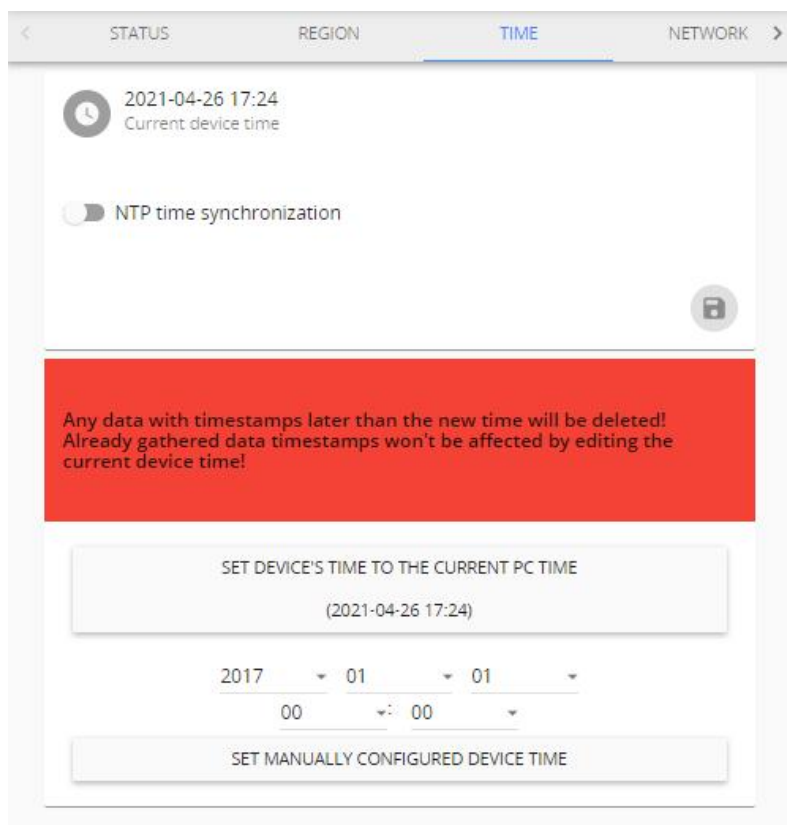 STATUS REGION TIME NETWORK
2021-04-26 17:24
Current device time
NTP time synchronization
Any data with timestamps later than the new time will be deleted!
Already gathered data timestamps won't be affected by editing the
current device time!
SET DEVICE'S TIME TO THE CURRENT PC TIME
(2021-04-26 17:24)
2017 01 01
00 : 00
SET MANUALLY CONFIGURED DEVICE TIME